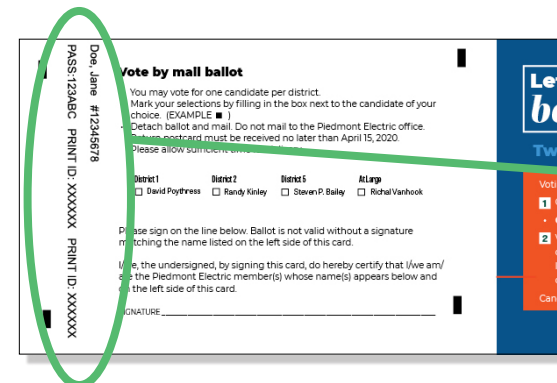 Doe, Jane #12345678
PASS:123ABC PRINT ID: XXXXXX PRINT ID: XXXXXX
Vote by mail ballot
You may vote for one candidate per district.
Mark your selections by filling in the box next to the candidate of your
choice. (EXAMPLE ■ )
Detach ballot and mail. Do not mail to the Piedmont Electric office.
Return postcard must be received no later than April 15, 2020.
Please allow sufficient time
District 1 District 2 District 5 At Large
☐ David Poythress ☐ Randy Kinley ☐ Steven P. Bailey ☐ Richal Vanhook
Please sign on the line below. Ballot is not valid without a signature
matching the name listed on the left side of this card.
I/we, the undersigned, by signing this card, do hereby certify that I/we am/
are the Piedmont Electric member(s) whose name(s) appears below and
on the left side of this card.
SIGNATURE
Le
b
Tw
Voti
1
2
Can